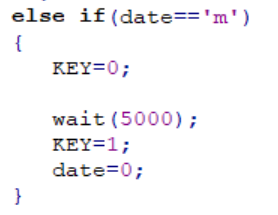 else if(date=='m')
{
KEY=0;
wait(5000);
KEY=1;
date=0;
}